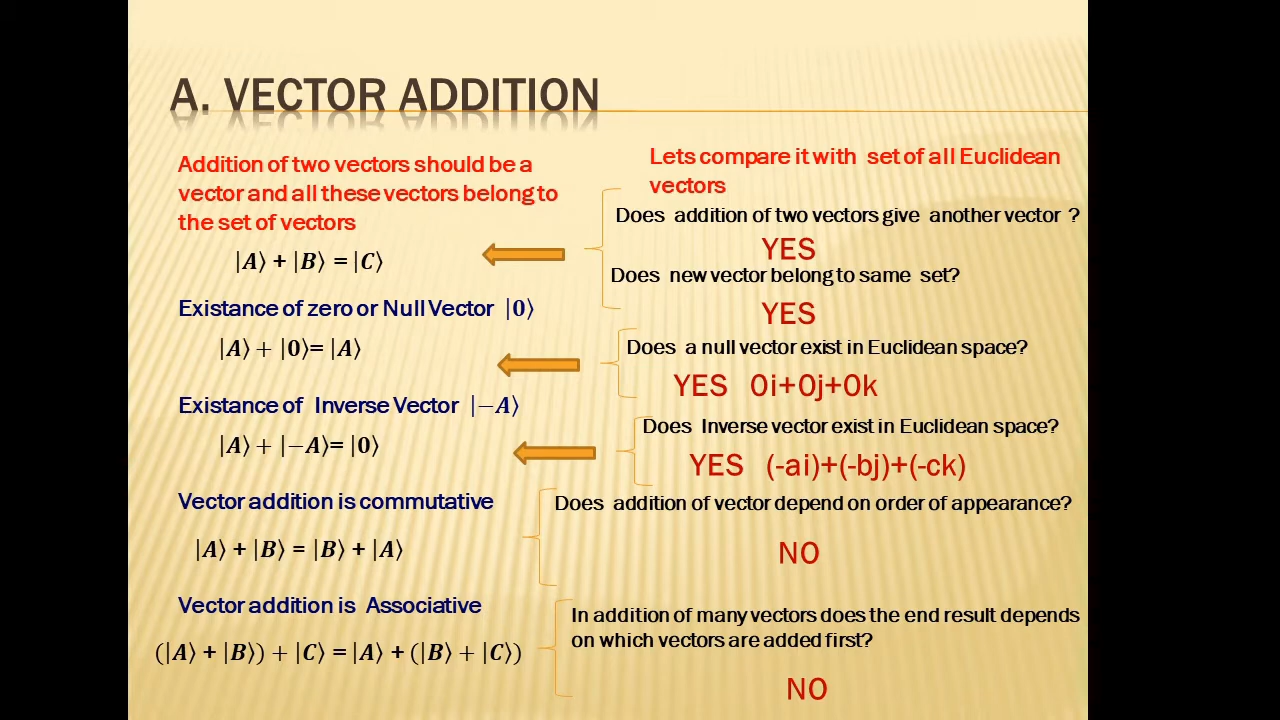 A. VECTOR ADDITION
Addition of two vectors should be a
vector and all these vectors belong to
the set of vectors
|A⟩ + |B⟩ = |C⟩
Existance of zero or Null Vector |0⟩
|A⟩ + |0⟩= |A⟩
Existance of Inverse Vector |−A⟩
|A⟩ + |−A⟩= |0⟩
Vector addition is commutative
|A⟩ + |B⟩ = |B⟩ + |A⟩
Vector addition is Associative
(|A⟩ + |B⟩) + |C⟩ = |A⟩ + (|B⟩ + |C⟩)
Lets compare it with set of all Euclidean
vectors
Does addition of two vectors give another vector ?
YES
Does new vector belong to same set?
YES
Does a null vector exist in Euclidean space?
YES 0i+0j+0k
Does Inverse vector exist in Euclidean space?
YES (-ai)+(-bj)+(-ck)
Does addition of vector depend on order of appearance?
NO
In addition of many vectors does the end result depends
on which vectors are added first?
NO